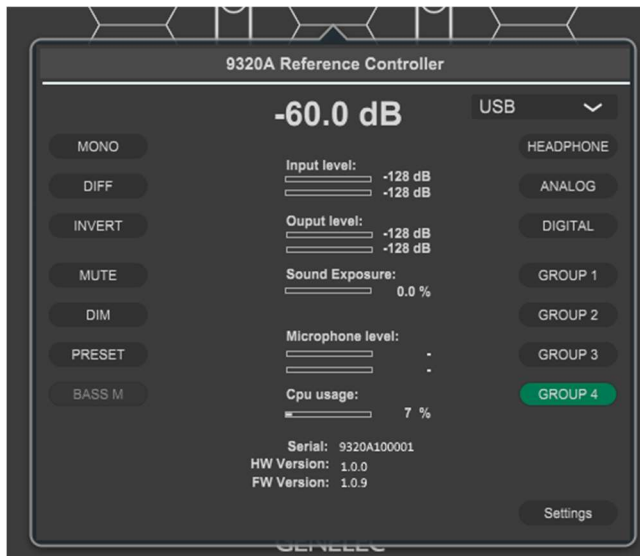 9320A Reference Controller
-60.0 dB
USB
MONO
DIFF
INVERT
MUTE
DIM
PRESET
BASS M
Input level:
-128 dB
-128 dB
Ouput level:
-128 dB
-128 dB
Sound Exposure:
0.0 %
Microphone level:
-
-
Cpu usage:
7 %
Serial: 9320A100001
HW Version: 1.0.0
FW Version: 1.0.9
HEADPHONE
ANALOG
DIGITAL
GROUP 1
GROUP 2
GROUP 3
GROUP 4
Settings
GENELEC